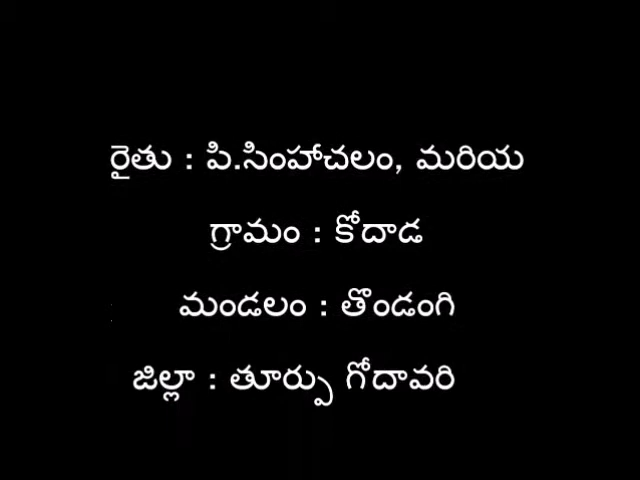 రైతు : పి.సింహాచలం, మరియ
గ్రామం : కోదాడ
మండలం : తొండంగి
జిల్లా : తూర్పు గోదావరి